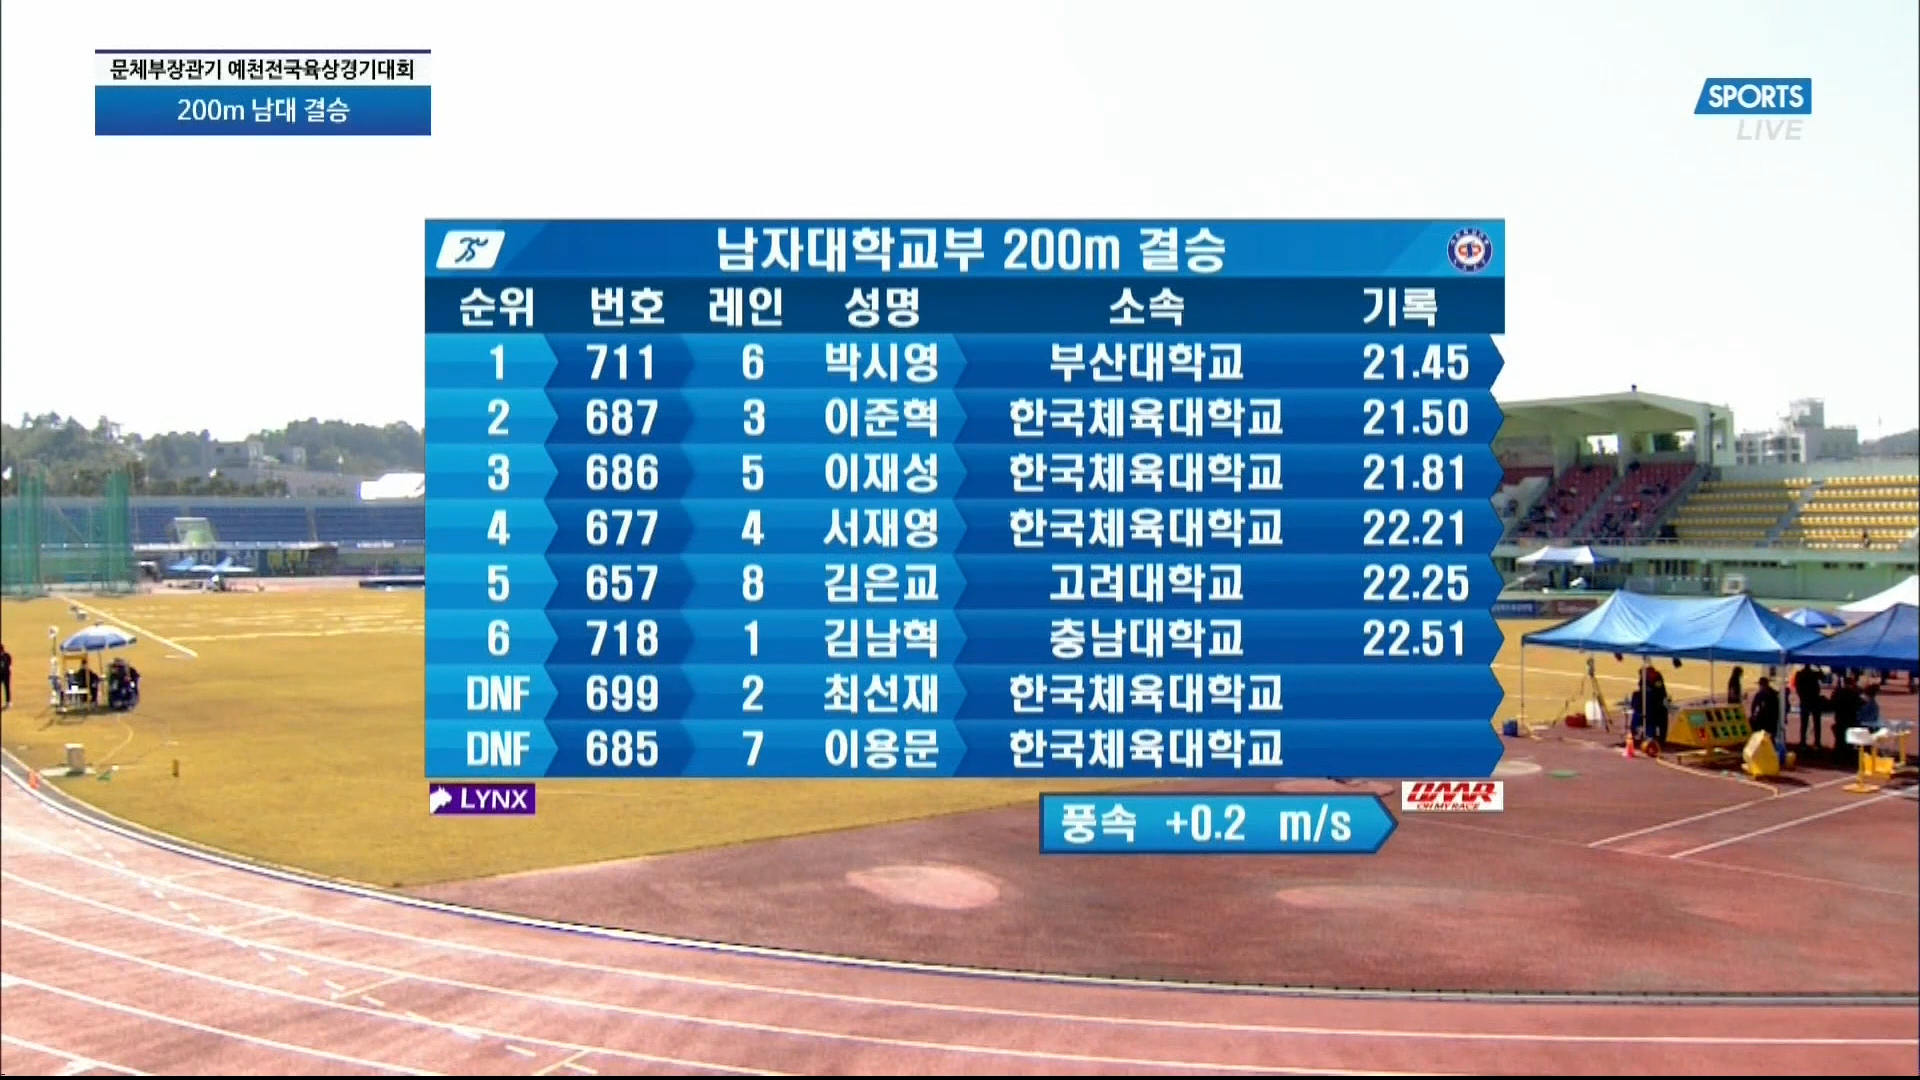 문체부장관기 예천전국육상경기대회
200m 남대 결승
SPORTS
LIVE
남자대학교부 200m 결승
순위 번호 레인 성명 소속 기록
1 711 6 박시영 부산대학교 21.45
2 687 3 이준혁 한국체육대학교 21.50
3 686 5 이재성 한국체육대학교 21.81
4 677 4 서재영 한국체육대학교 22.21
5 657 8 김은교 고려대학교 22.25
6 718 1 김남혁 충남대학교 22.51
DNF 699 2 최선재 한국체육대학교
DNF 685 7 이용문 한국체육대학교
LYNX
OMR
OH MY RACE
풍속 +0.2 m/s